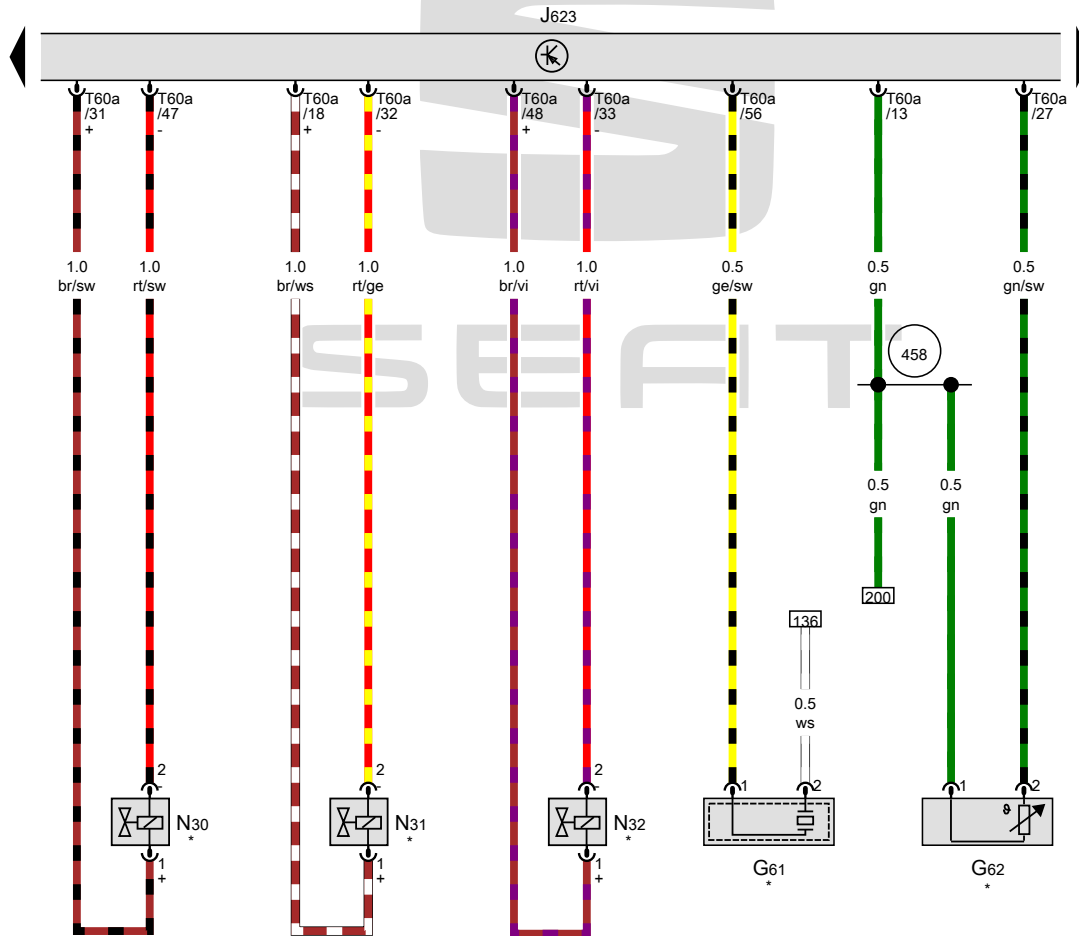 J623
T60a T60a T60a T60a T60a T60a T60a T60a T60a
/31 /47 /18 /32 /48 /33 /56 /13 /27
+ - + - + -
1.0 1.0 1.0 1.0 1.0 1.0 0.5 0.5 0.5
br/sw rt/sw br/ws rt/ge br/vi rt/vi ge/sw gn gn/sw
458
SEAT
0.5 0.5
gn gn
200
136
0.5
ws
2 2 2 1 2 1 2
- - -
N30 N31 N32
* * *
1 1 1
+ + +
G61 G62
* *
ϑ